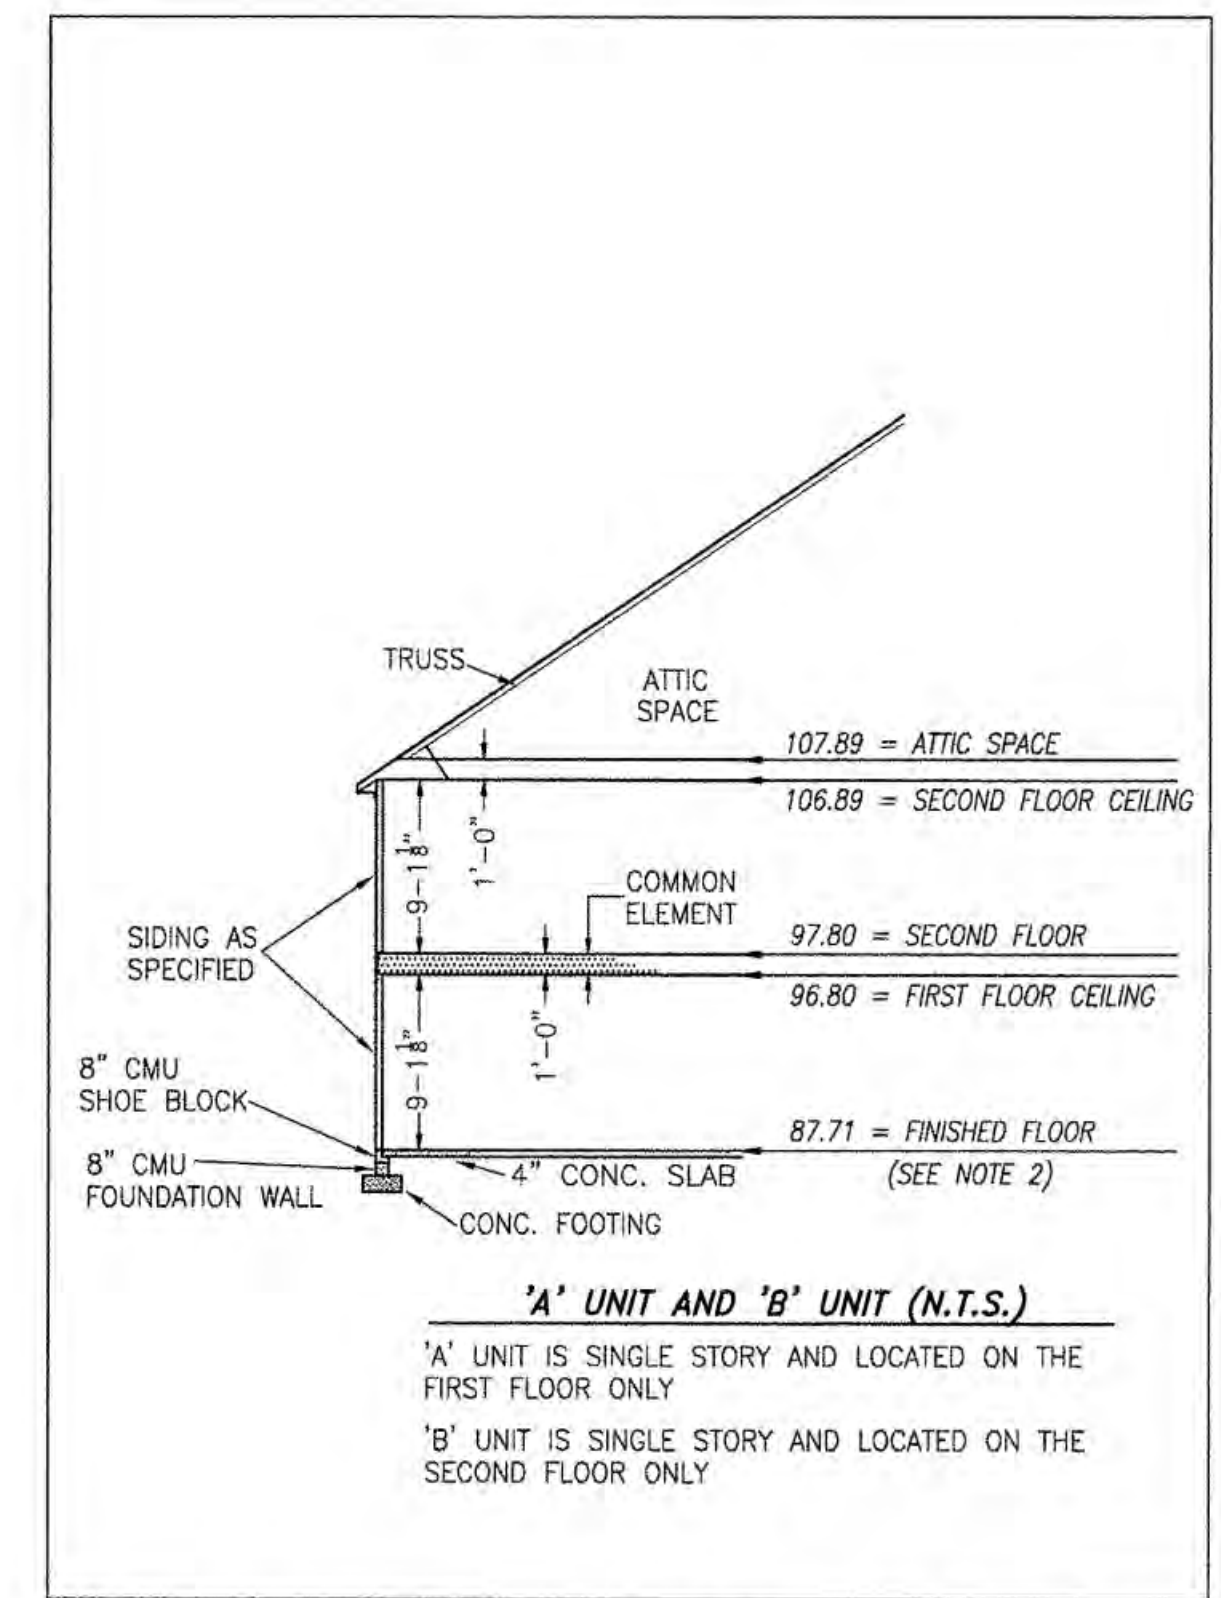 TRUSS
ATTIC
SPACE
107.89 = ATTIC SPACE
106.89 = SECOND FLOOR CEILING
9-1 1/8"
1'-0"
COMMON
ELEMENT
SIDING AS
SPECIFIED
97.80 = SECOND FLOOR
96.80 = FIRST FLOOR CEILING
9-1 1/8"
1'-0"
8" CMU
SHOE BLOCK
87.71 = FINISHED FLOOR
(SEE NOTE 2)
8" CMU
FOUNDATION WALL
4" CONC. SLAB
CONC. FOOTING
'A' UNIT AND 'B' UNIT (N.T.S.)
'A' UNIT IS SINGLE STORY AND LOCATED ON THE
FIRST FLOOR ONLY
'B' UNIT IS SINGLE STORY AND LOCATED ON THE
SECOND FLOOR ONLY